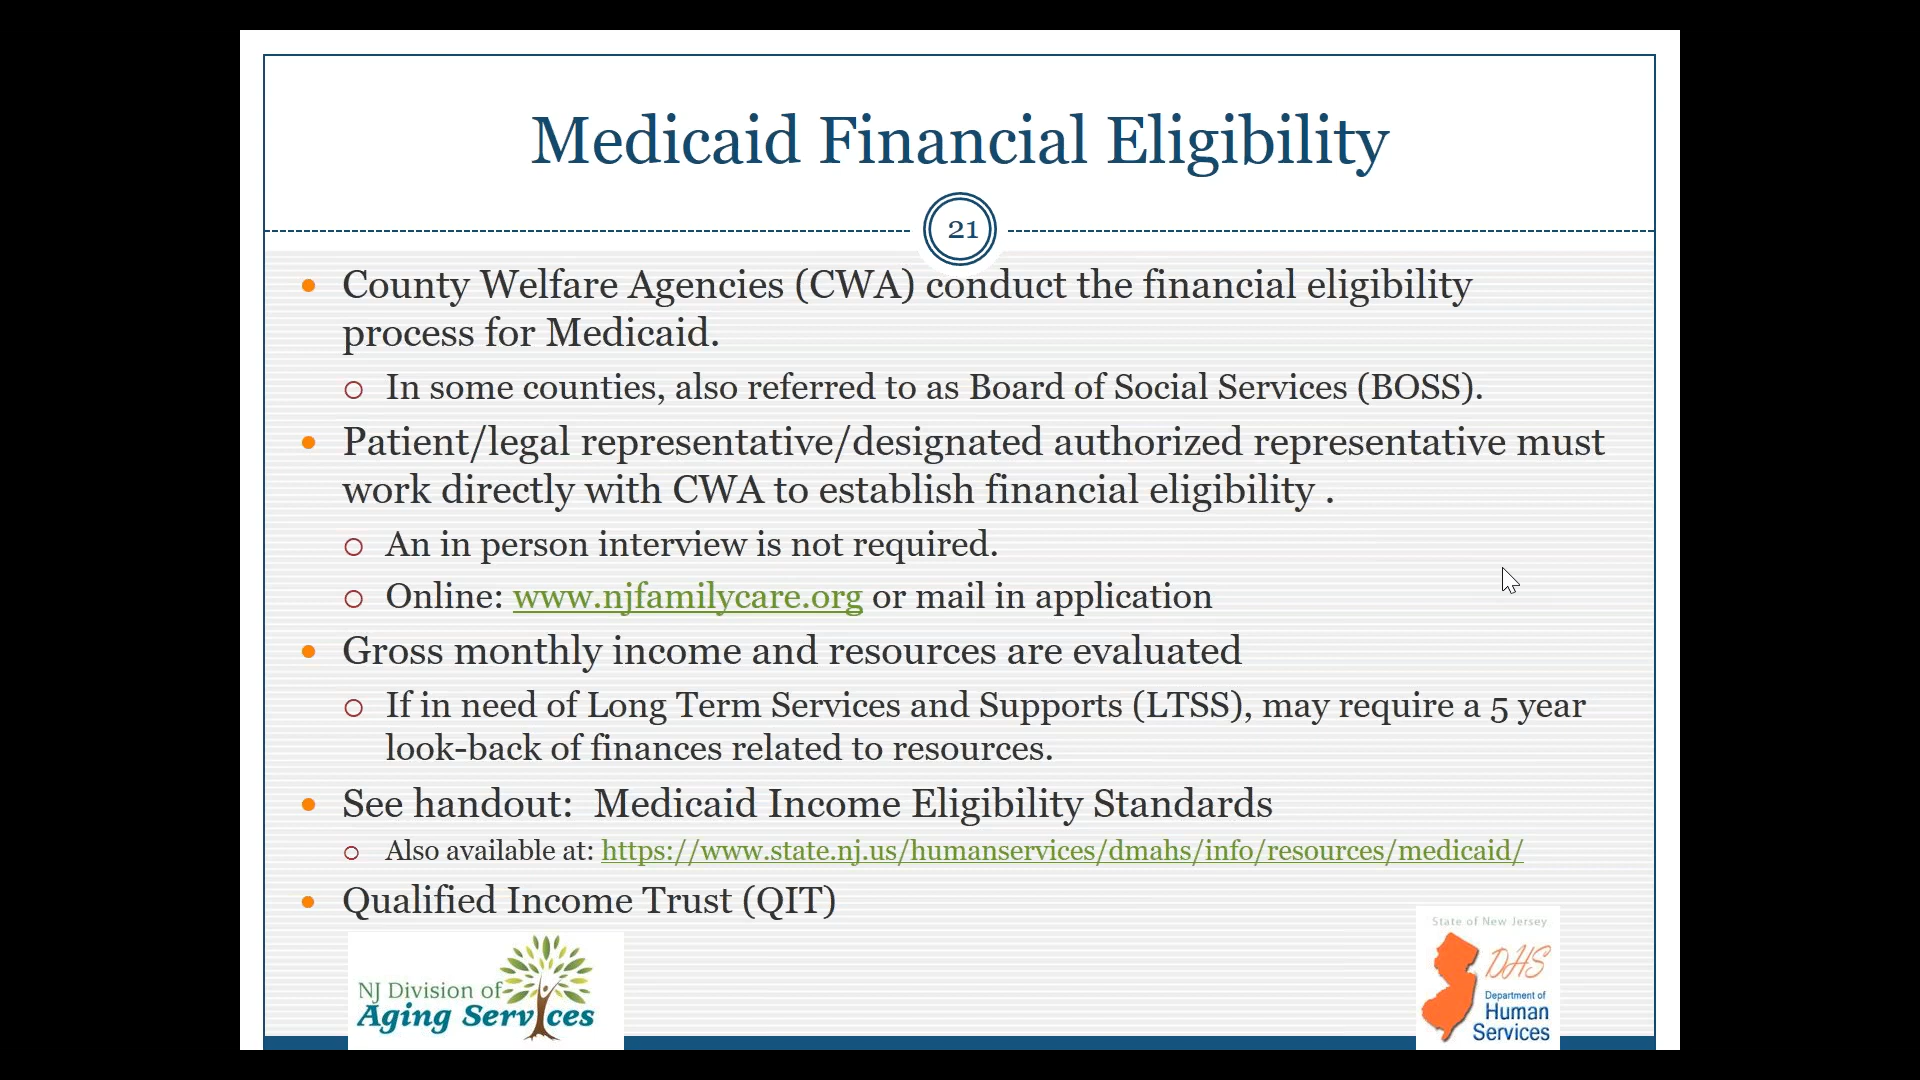 Medicaid Financial Eligibility
21
• County Welfare Agencies (CWA) conduct the financial eligibility
process for Medicaid.
o In some counties, also referred to as Board of Social Services (BOSS).
• Patient/legal representative/designated authorized representative must
work directly with CWA to establish financial eligibility .
o An in person interview is not required.
o Online: www.njfamilycare.org or mail in application
• Gross monthly income and resources are evaluated
o If in need of Long Term Services and Supports (LTSS), may require a 5 year
look-back of finances related to resources.
• See handout:  Medicaid Income Eligibility Standards
o Also available at: https://www.state.nj.us/humanservices/dmahs/info/resources/medicaid/
• Qualified Income Trust (QIT)
NJ Division of
Aging Services
State of New Jersey
DHS
Department of
Human
Services